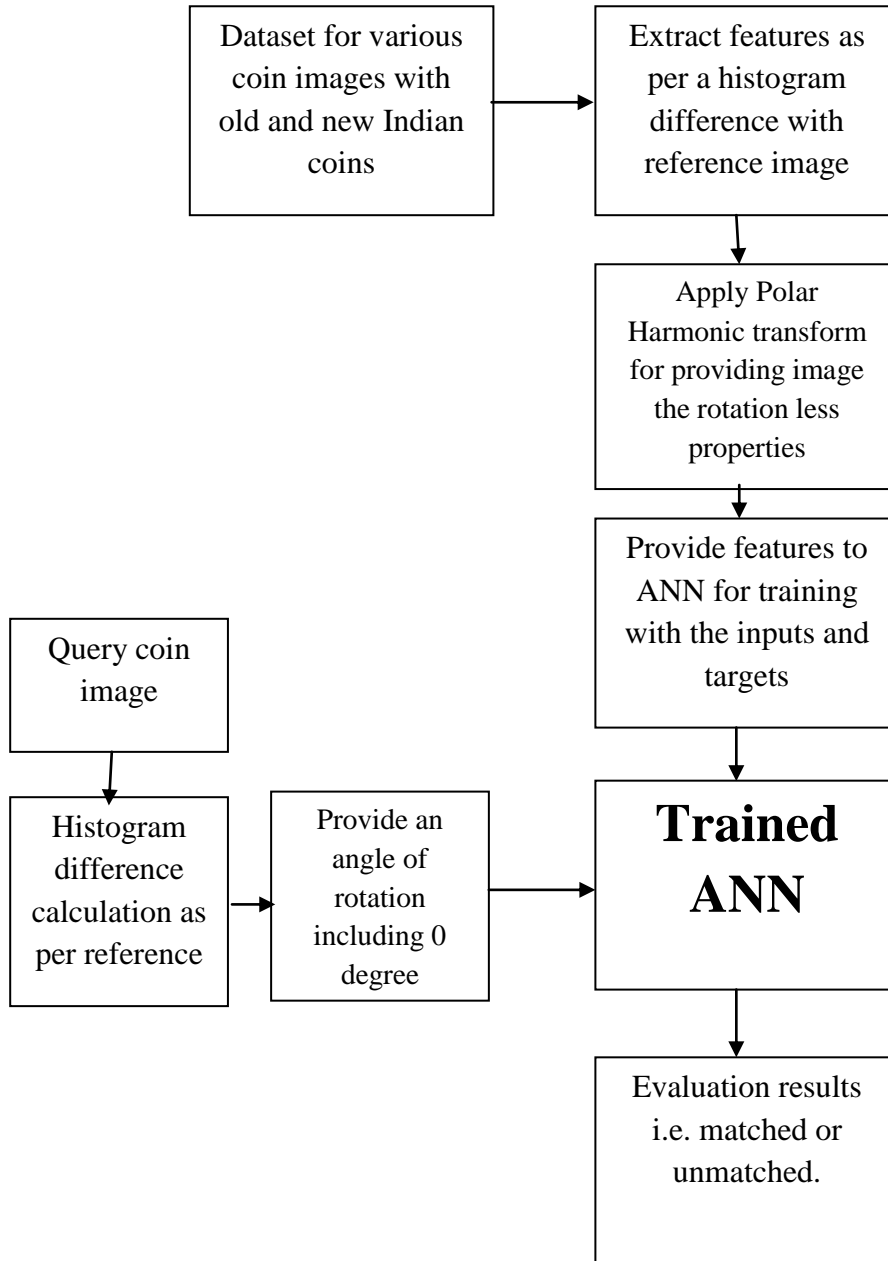 Dataset for various
coin images with
old and new Indian
coins
Extract features as
per a histogram
difference with
reference image
Apply Polar
Harmonic transform
for providing image
the rotation less
properties
Provide features to
ANN for training
with the inputs and
targets
Query coin
image
Histogram
difference
calculation as
per reference
Provide an
angle of
rotation
including 0
degree
Trained
ANN
Evaluation results
i.e. matched or
unmatched.